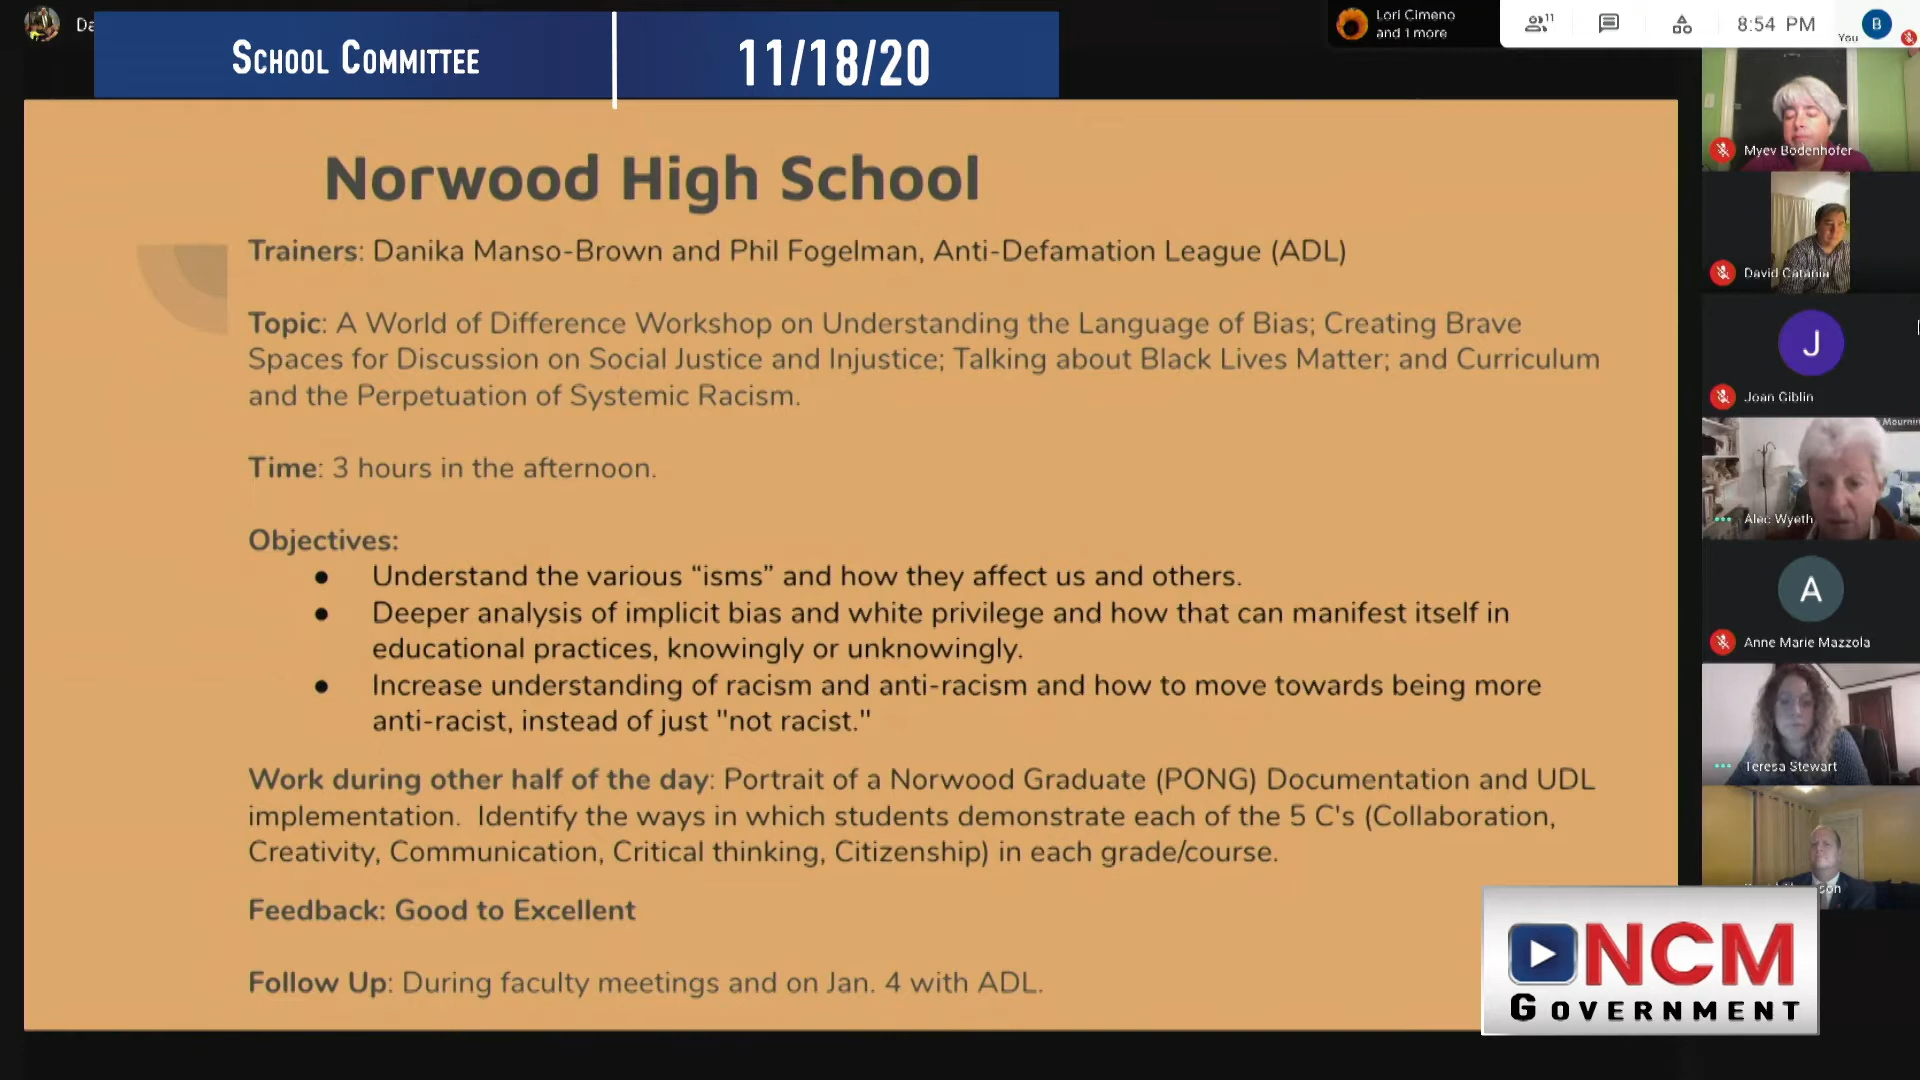 Da
SCHOOL COMMITTEE
11/18/20
Lori Cimeno
and 1 more
11
8:54 PM
You
B
Norwood High School
Trainers: Danika Manso-Brown and Phil Fogelman, Anti-Defamation League (ADL)
Topic: A World of Difference Workshop on Understanding the Language of Bias; Creating Brave
Spaces for Discussion on Social Justice and Injustice; Talking about Black Lives Matter; and Curriculum
and the Perpetuation of Systemic Racism.
Time: 3 hours in the afternoon.
Objectives:
● Understand the various “isms” and how they affect us and others.
● Deeper analysis of implicit bias and white privilege and how that can manifest itself in
educational practices, knowingly or unknowingly.
● Increase understanding of racism and anti-racism and how to move towards being more
anti-racist, instead of just "not racist."
Work during other half of the day: Portrait of a Norwood Graduate (PONG) Documentation and UDL
implementation. Identify the ways in which students demonstrate each of the 5 C's (Collaboration,
Creativity, Communication, Critical thinking, Citizenship) in each grade/course.
Feedback: Good to Excellent
Follow Up: During faculty meetings and on Jan. 4 with ADL.
Myev Bodenhofer
David Catania
J
Joan Giblin
Alec Wyeth
A
Anne Marie Mazzola
Teresa Stewart
NCM
GOVERNMENT